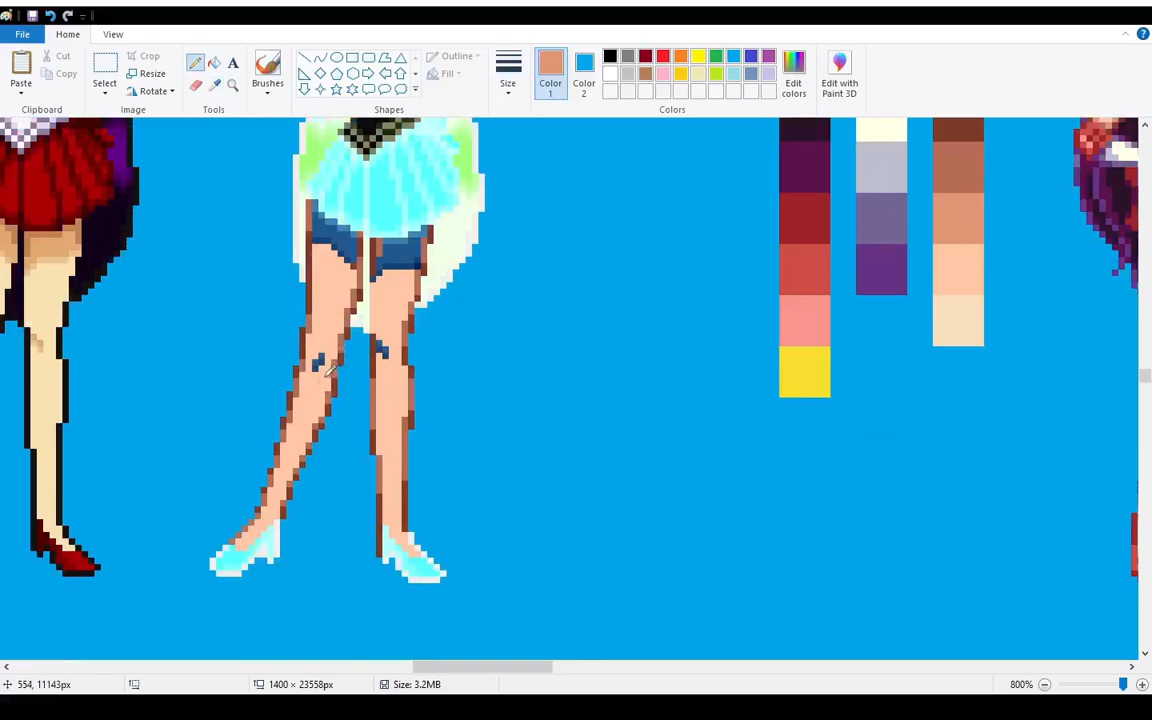 File
Home
View
Paste
Cut
Copy
Clipboard
Select
Crop
Resize
Rotate
Image
A
Tools
Brushes
Outline
Fill
Shapes
Size
Color
1
Color
2
Edit
colors
Colors
Edit with
Paint 3D
554, 11143px
1400 × 23558px
Size: 3.2MB
800%